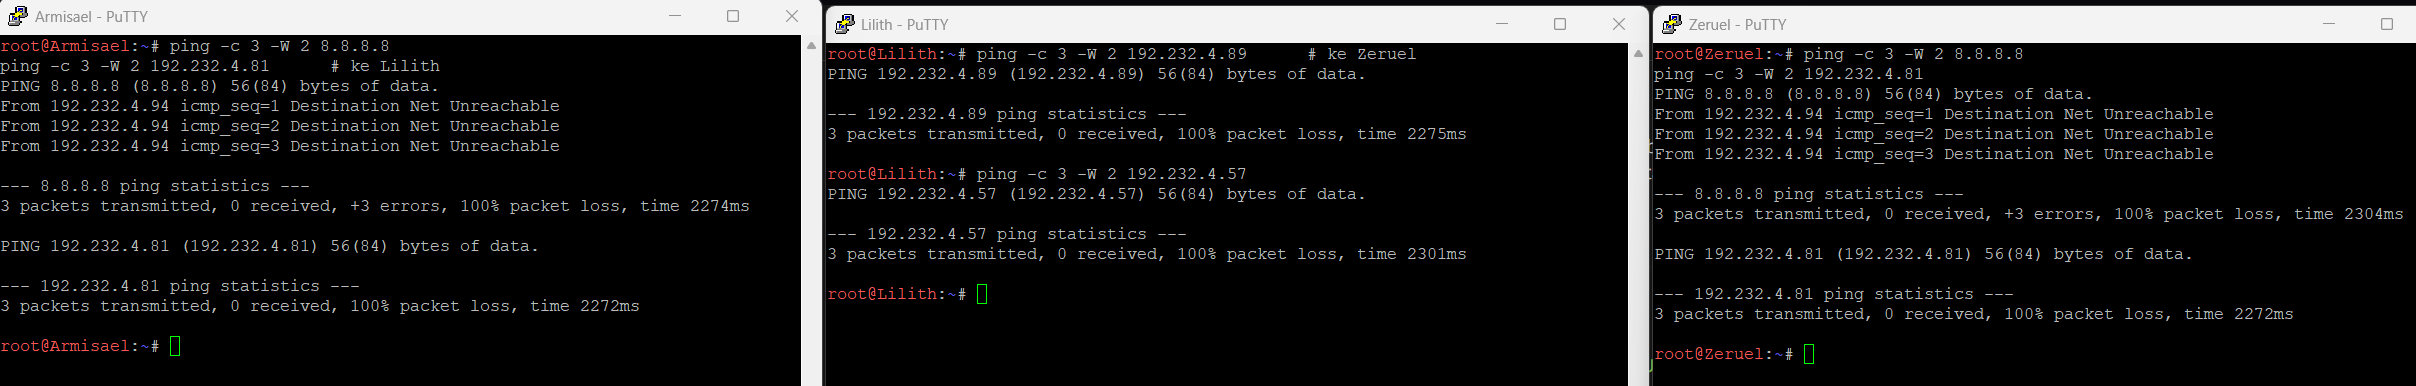 Armisael - PuTTY
root@Armisael:~# ping -c 3 -W 2 8.8.8.8
ping -c 3 -W 2 192.232.4.81      # ke Lilith
PING 8.8.8.8 (8.8.8.8) 56(84) bytes of data.
From 192.232.4.94 icmp_seq=1 Destination Net Unreachable
From 192.232.4.94 icmp_seq=2 Destination Net Unreachable
From 192.232.4.94 icmp_seq=3 Destination Net Unreachable
--- 8.8.8.8 ping statistics ---
3 packets transmitted, 0 received, +3 errors, 100% packet loss, time 2274ms
PING 192.232.4.81 (192.232.4.81) 56(84) bytes of data.
--- 192.232.4.81 ping statistics ---
3 packets transmitted, 0 received, 100% packet loss, time 2272ms
root@Armisael:~#
Lilith - PuTTY
root@Lilith:~# ping -c 3 -W 2 192.232.4.89      # ke Zeruel
PING 192.232.4.89 (192.232.4.89) 56(84) bytes of data.
--- 192.232.4.89 ping statistics ---
3 packets transmitted, 0 received, 100% packet loss, time 2275ms
root@Lilith:~# ping -c 3 -W 2 192.232.4.57
PING 192.232.4.57 (192.232.4.57) 56(84) bytes of data.
--- 192.232.4.57 ping statistics ---
3 packets transmitted, 0 received, 100% packet loss, time 2301ms
root@Lilith:~#
Zeruel - PuTTY
root@Zeruel:~# ping -c 3 -W 2 8.8.8.8
ping -c 3 -W 2 192.232.4.81
PING 8.8.8.8 (8.8.8.8) 56(84) bytes of data.
From 192.232.4.94 icmp_seq=1 Destination Net Unreachable
From 192.232.4.94 icmp_seq=2 Destination Net Unreachable
From 192.232.4.94 icmp_seq=3 Destination Net Unreachable
--- 8.8.8.8 ping statistics ---
3 packets transmitted, 0 received, +3 errors, 100% packet loss, time 2304ms
PING 192.232.4.81 (192.232.4.81) 56(84) bytes of data.
--- 192.232.4.81 ping statistics ---
3 packets transmitted, 0 received, 100% packet loss, time 2272ms
root@Zeruel:~#